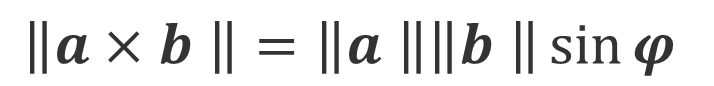 ‖a × b ‖ = ‖a ‖‖b ‖ sin φ